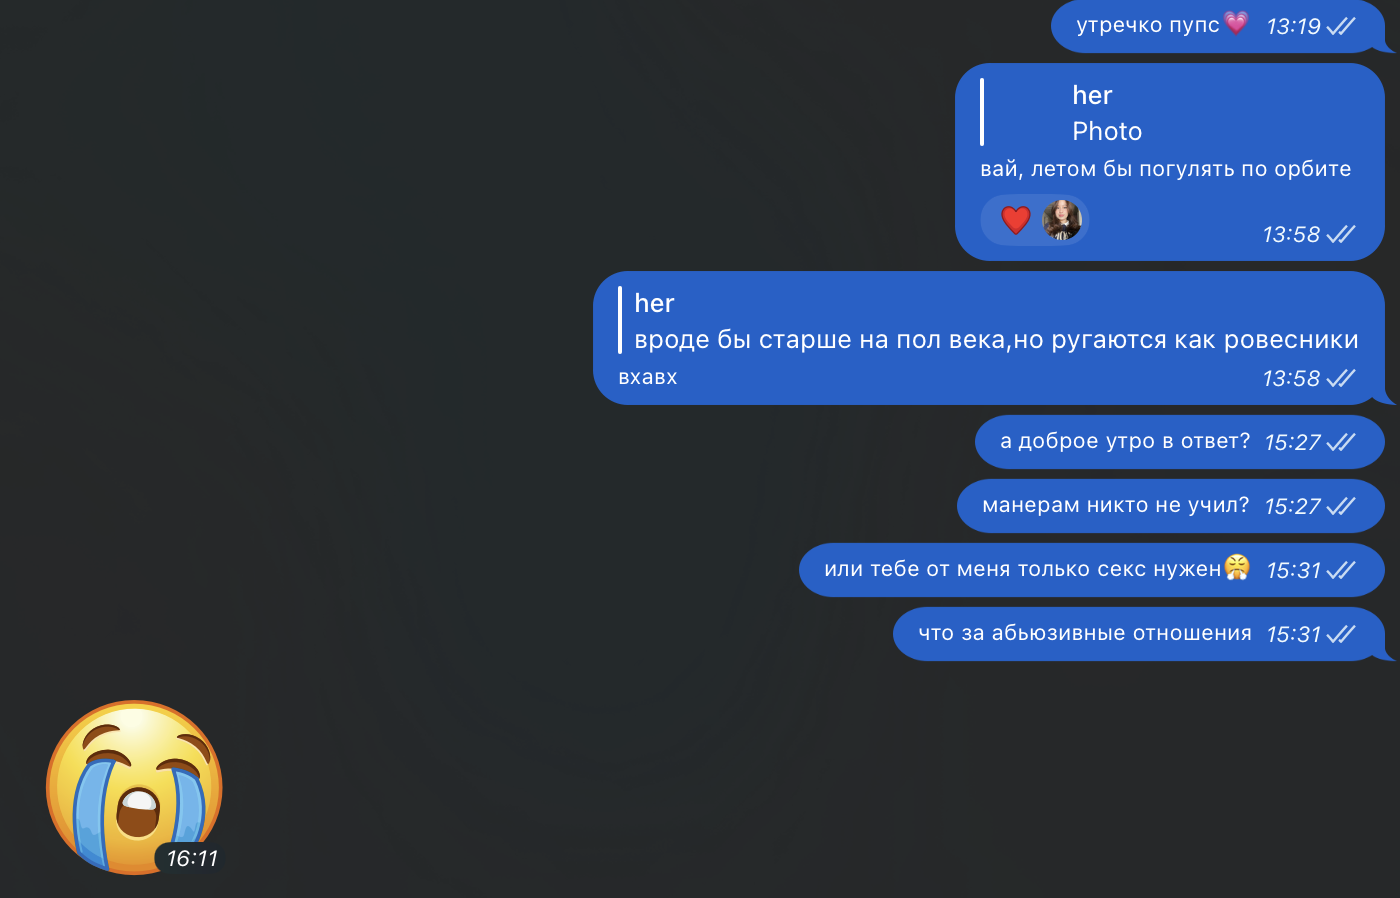 утречко пупс💗 13:19
her
Photo
вай, летом бы погулять по орбите
❤️ 13:58
her
вроде бы старше на пол века,но ругаются как ровесники
вхавх 13:58
а доброе утро в ответ? 15:27
манерам никто не учил? 15:27
или тебе от меня только секс нужен😤 15:31
что за абьюзивные отношения 15:31
😭 16:11